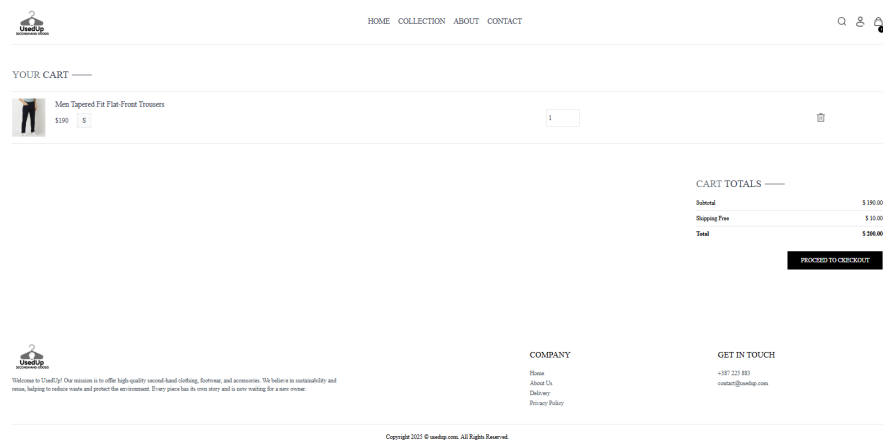 UsedUp
SECONDHAND GOODS
HOME COLLECTION ABOUT CONTACT
YOUR CART
Men Tapered Fit Flat-Front Trousers
$190 S
1
CART TOTALS
Subtotal $ 190.00
Shipping Free $ 10.00
Total $ 200.00
PROCEED TO CKECKOUT
UsedUp
SECONDHAND GOODS
Welcome to UsedUp! Our mission is to offer high-quality second-hand clothing, footwear, and accessories. We believe in sustainability and
reuse, helping to reduce waste and protect the environment. Every piece has its own story and is now waiting for a new owner.
COMPANY
Home
About Us
Delivery
Privacy Policy
GET IN TOUCH
+387 225 883
contact@usedup.com
Copyright 2025 © usedup.com. All Rights Reserved.